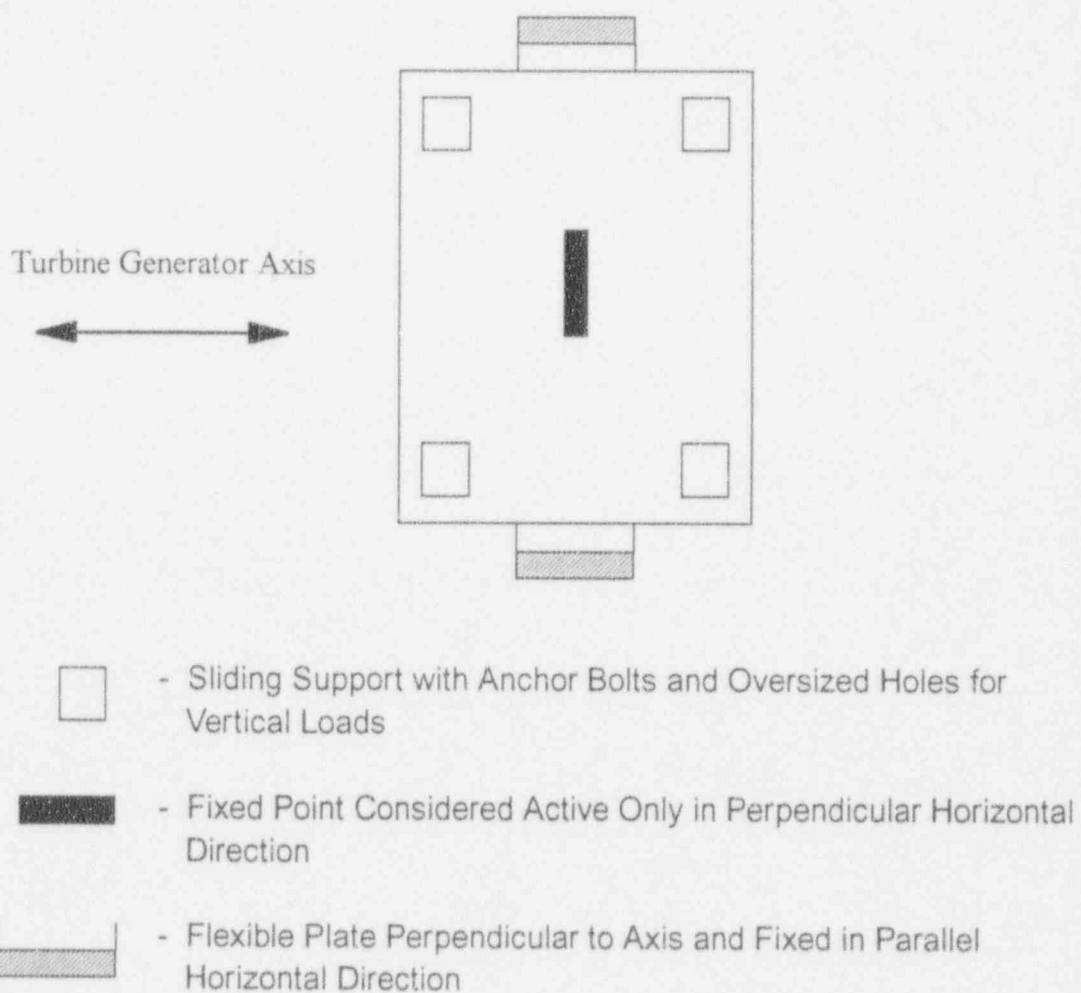 Turbine Generator Axis
- Sliding Support with Anchor Bolts and Oversized Holes for
Vertical Loads
- Fixed Point Considered Active Only in Perpendicular Horizontal
Direction
- Flexible Plate Perpendicular to Axis and Fixed in Parallel
Horizontal Direction